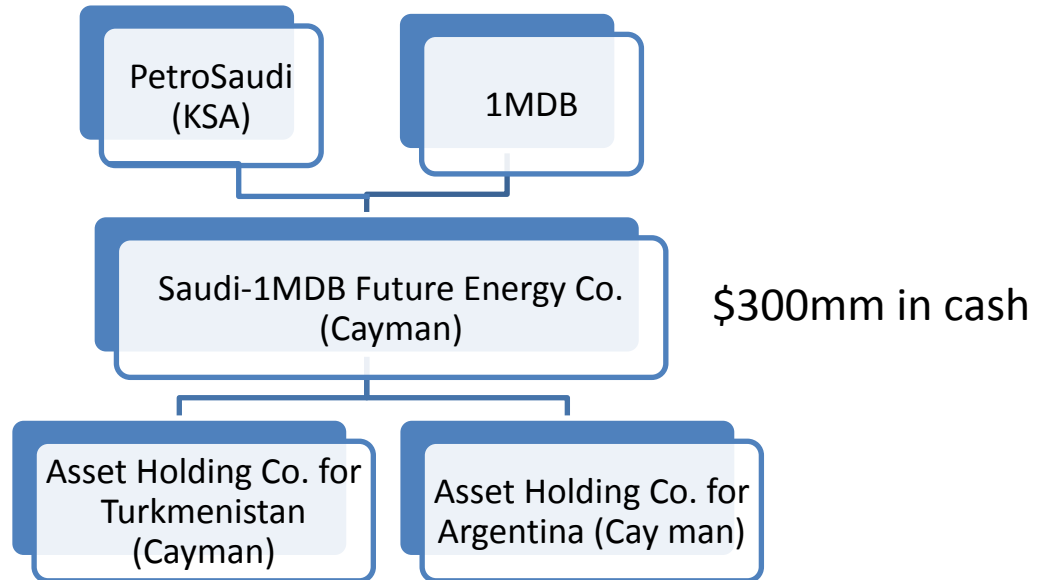 PetroSaudi
(KSA)
1MDB
Saudi-1MDB Future Energy Co.
(Cayman)
$300mm in cash
Asset Holding Co. for
Turkmenistan
(Cayman)
Asset Holding Co. for
Argentina (Cay man)